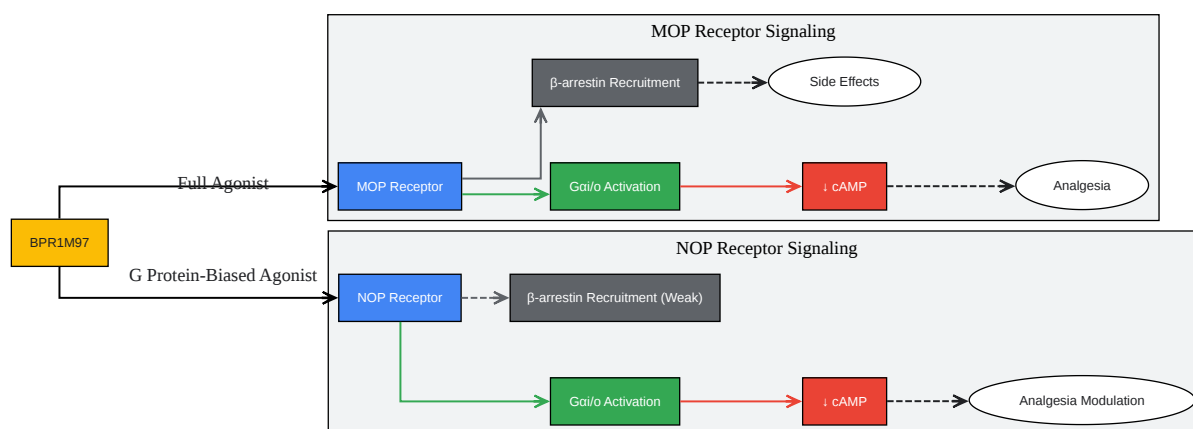 MOP Receptor Signaling
β-arrestin Recruitment
Side Effects
Full Agonist
MOP Receptor
Gαi/o Activation
↓ cAMP
Analgesia
BPR1M97
NOP Receptor Signaling
G Protein-Biased Agonist
NOP Receptor
β-arrestin Recruitment (Weak)
Gαi/o Activation
↓ cAMP
Analgesia Modulation